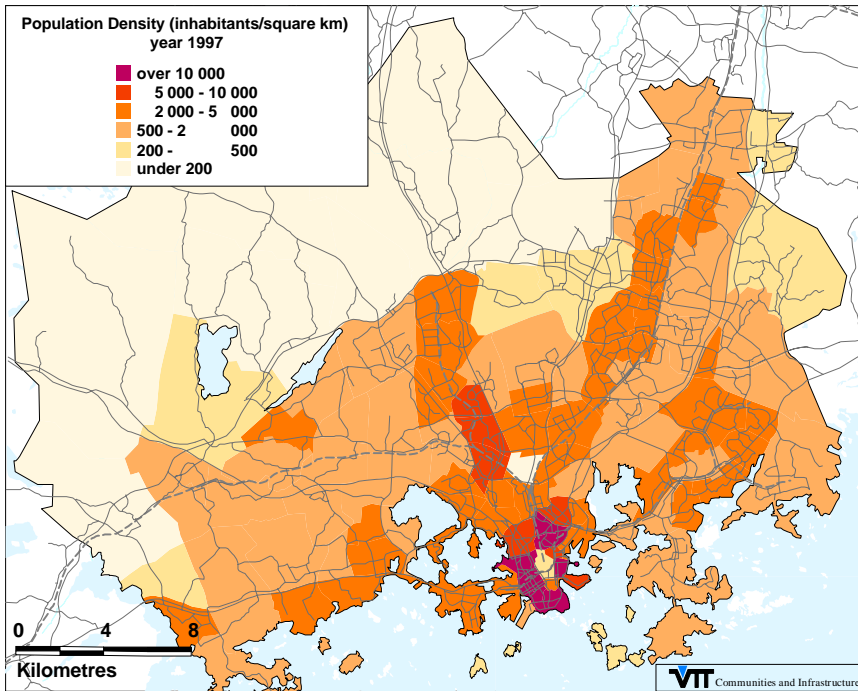 Population Density (inhabitants/square km)
year 1997
over 10 000
5 000 - 10 000
2 000 - 5 000
500 - 2 000
200 - 500
under 200
0 4 8
Kilometres
VTT Communities and Infrastructure